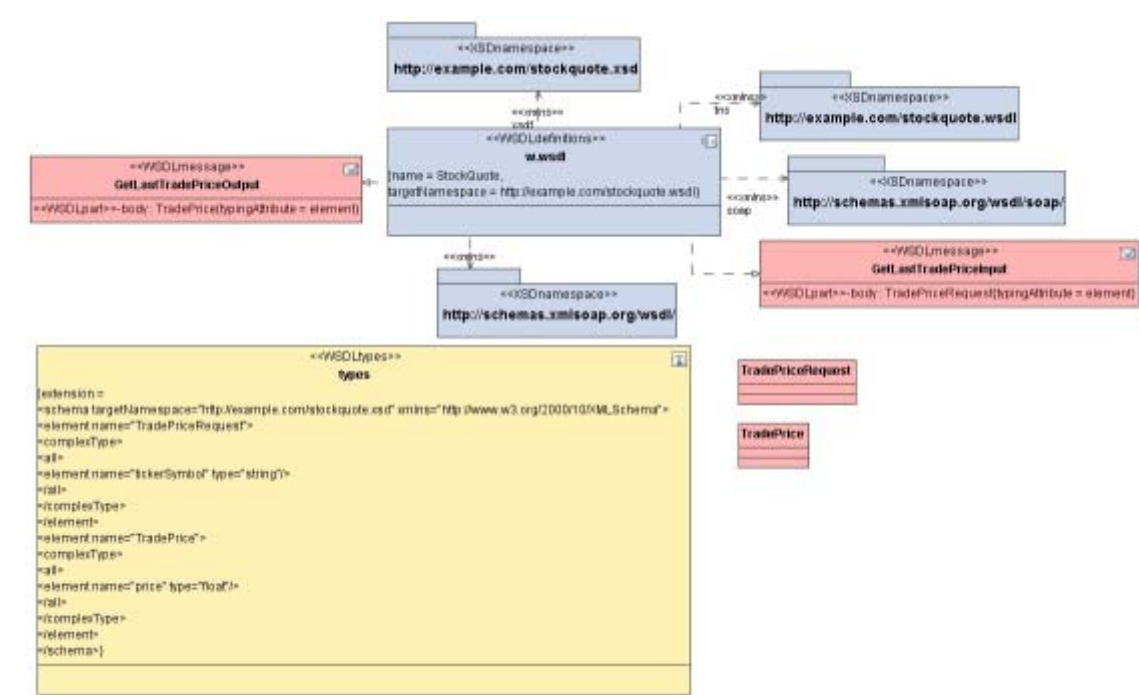 <<XSDnamespace>>
http://example.com/stockquote.xsd
<<xmlns>>
xsd1
<<XSDnamespace>>
http://example.com/stockquote.wsdl
<<xmlns>>
tns
<<WSDLdefinitions>>
w.wsdl
{name = StockQuote,
targetNamespace = http://example.com/stockquote.wsdl}
<<WSDLmessage>>
GetLastTradePriceOutput
<<WSDLpart>>-body : TradePrice{typingAttribute = element}
<<XSDnamespace>>
http://schemas.xmlsoap.org/wsdl/soap/
<<xmlns>>
soap
<<WSDLmessage>>
GetLastTradePriceInput
<<WSDLpart>>-body : TradePriceRequest{typingAttribute = element}
<<xmlns>>
<<XSDnamespace>>
http://schemas.xmlsoap.org/wsdl/
<<WSDLtypes>>
types
{extension =
<schema targetNamespace="http://example.com/stockquote.xsd" xmlns="http://www.w3.org/2000/10/XMLSchema">
<element name="TradePriceRequest">
<complexType>
<all>
<element name="tickerSymbol" type="string"/>
</all>
</complexType>
</element>
<element name="TradePrice">
<complexType>
<all>
<element name="price" type="float"/>
</all>
</complexType>
</element>
</schema>}
TradePriceRequest
TradePrice